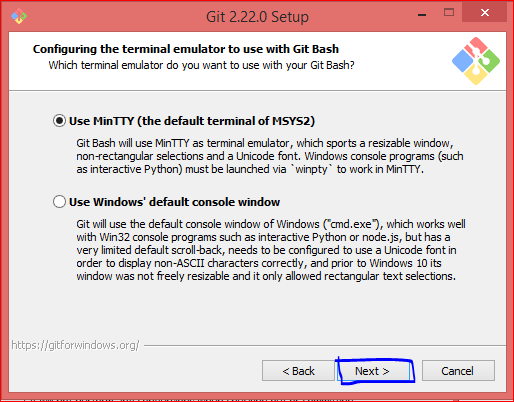 Git 2.22.0 Setup
Configuring the terminal emulator to use with Git Bash
Which terminal emulator do you want to use with your Git Bash?
Use MinTTY (the default terminal of MSYS2)
Git Bash will use MinTTY as terminal emulator, which sports a resizable window,
non-rectangular selections and a Unicode font. Windows console programs (such
as interactive Python) must be launched via `winpty` to work in MinTTY.
Use Windows' default console window
Git will use the default console window of Windows ("cmd.exe"), which works well
with Win32 console programs such as interactive Python or node.js, but has a
very limited default scroll-back, needs to be configured to use a Unicode font in
order to display non-ASCII characters correctly, and prior to Windows 10 its
window was not freely resizable and it only allowed rectangular text selections.
https://gitforwindows.org/
< Back Next > Cancel